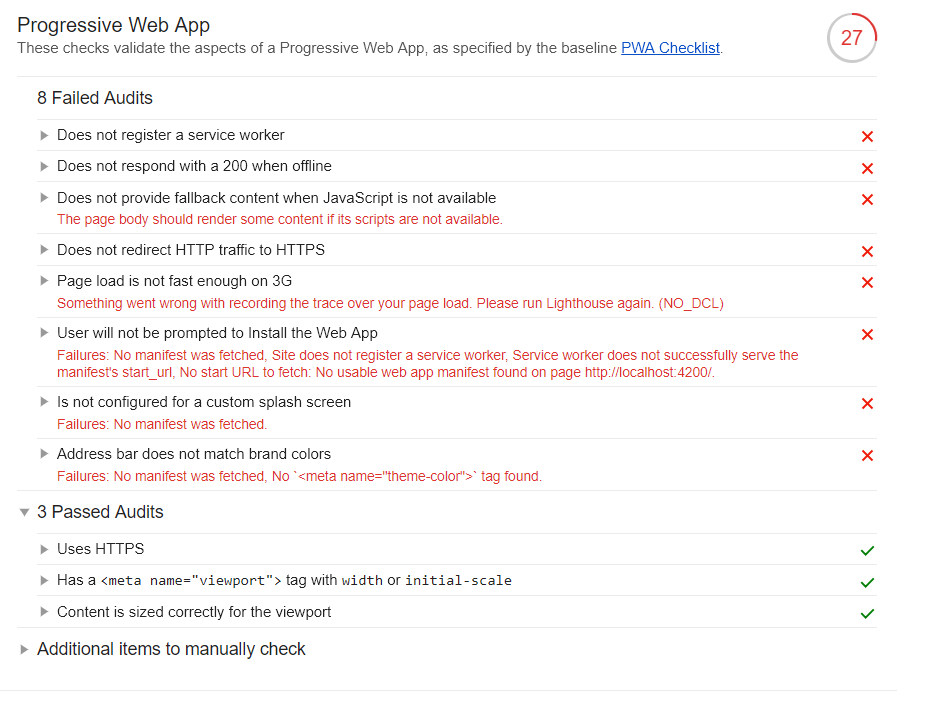 Progressive Web App
These checks validate the aspects of a Progressive Web App, as specified by the baseline PWA Checklist.
27
8 Failed Audits
Does not register a service worker
Does not respond with a 200 when offline
Does not provide fallback content when JavaScript is not available
The page body should render some content if its scripts are not available.
Does not redirect HTTP traffic to HTTPS
Page load is not fast enough on 3G
Something went wrong with recording the trace over your page load. Please run Lighthouse again. (NO_DCL)
User will not be prompted to Install the Web App
Failures: No manifest was fetched, Site does not register a service worker, Service worker does not successfully serve the
manifest's start_url, No start URL to fetch: No usable web app manifest found on page http://localhost:4200/.
Is not configured for a custom splash screen
Failures: No manifest was fetched.
Address bar does not match brand colors
Failures: No manifest was fetched, No `<meta name="theme-color">` tag found.
3 Passed Audits
Uses HTTPS
Has a <meta name="viewport"> tag with width or initial-scale
Content is sized correctly for the viewport
Additional items to manually check